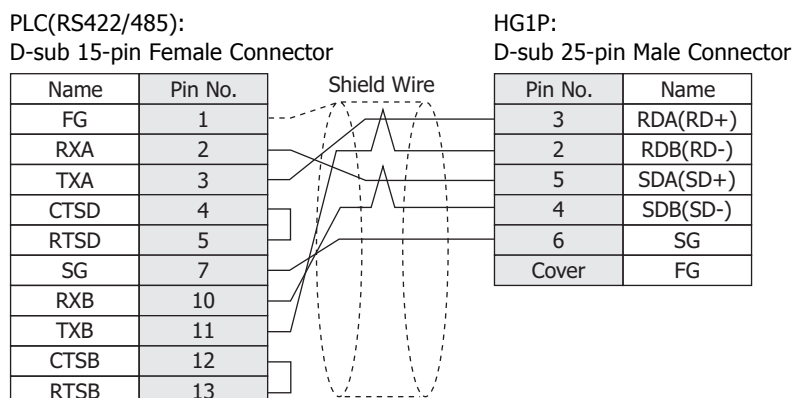 PLC(RS422/485):
D-sub 15-pin Female Connector
HG1P:
D-sub 25-pin Male Connector
Name Pin No.
FG 1
RXA 2
TXA 3
CTSD 4
RTSD 5
SG 7
RXB 10
TXB 11
CTSB 12
RTSB 13
Shield Wire
Pin No. Name
3 RDA(RD+)
2 RDB(RD-)
5 SDA(SD+)
4 SDB(SD-)
6 SG
Cover FG